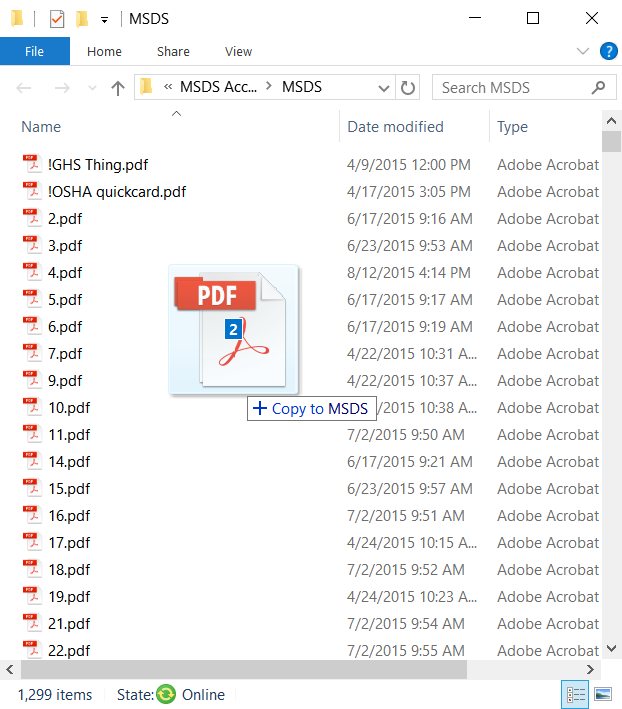 MSDS
File Home Share View ?
« MSDS Acc... > MSDS Search MSDS
Name Date modified Type
!GHS Thing.pdf 4/9/2015 12:00 PM Adobe Acrobat
!OSHA quickcard.pdf 4/17/2015 3:05 PM Adobe Acrobat
2.pdf 6/17/2015 9:16 AM Adobe Acrobat
3.pdf 6/23/2015 9:53 AM Adobe Acrobat
4.pdf 8/12/2015 4:14 PM Adobe Acrobat
5.pdf 6/17/2015 9:17 AM Adobe Acrobat
PDF
6.pdf 6/17/2015 9:19 AM Adobe Acrobat
2
7.pdf 4/22/2015 10:31 A... Adobe Acrobat
9.pdf 4/22/2015 10:37 A... Adobe Acrobat
10.pdf /2015 10:38 A... Adobe Acrobat
+ Copy to MSDS
11.pdf 7/2/2015 9:50 AM Adobe Acrobat
14.pdf 6/17/2015 9:21 AM Adobe Acrobat
15.pdf 6/23/2015 9:57 AM Adobe Acrobat
16.pdf 7/2/2015 9:51 AM Adobe Acrobat
17.pdf 4/24/2015 10:15 A... Adobe Acrobat
18.pdf 7/2/2015 9:52 AM Adobe Acrobat
19.pdf 4/24/2015 10:23 A... Adobe Acrobat
21.pdf 7/2/2015 9:54 AM Adobe Acrobat
22.pdf 7/2/2015 9:55 AM Adobe Acrobat
1,299 items State: Online